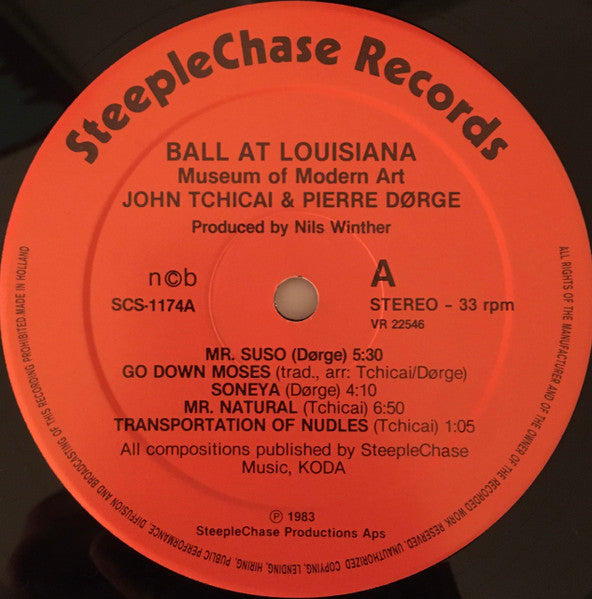 SteepleChase Records
BALL AT LOUISIANA
Museum of Modern Art
JOHN TCHICAI & PIERRE DØRGE
Produced by Nils Winther
n©b
SCS-1174A
A
STEREO - 33 rpm
VR 22546
MR. SUSO (Dørge) 5:30
GO DOWN MOSES (trad., arr: Tchicai/Dørge)
SONEYA (Dørge) 4:10
MR. NATURAL (Tchicai) 6:50
TRANSPORTATION OF NUDLES (Tchicai) 1:05
All compositions published by SteepleChase
Music, KODA
℗ 1983
SteepleChase Productions Aps
ALL RIGHTS OF THE MANUFACTURER AND OF THE OWNER OF THE RECORDED WORK RESERVED. UNAUTHORIZED COPYING, LENDING, HIRING, PUBLIC PERFORMANCE, DIFFUSION AND BROADCASTING OF THIS RECORDING PROHIBITED. MADE IN HOLLAND